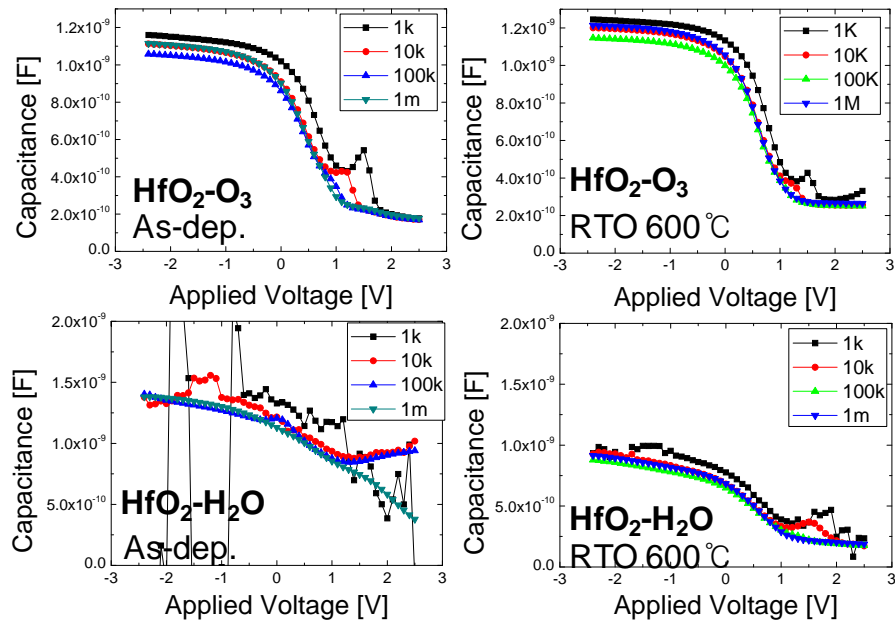 1.2x10⁻⁹
1.0x10⁻⁹
8.0x10⁻¹⁰
6.0x10⁻¹⁰
4.0x10⁻¹⁰
2.0x10⁻¹⁰
0.0
Capacitance [F]
1k
10k
100k
1m
HfO₂-O₃
As-dep.
-3 -2 -1 0 1 2 3
Applied Voltage [V]
1.2x10⁻⁹
1.0x10⁻⁹
8.0x10⁻¹⁰
6.0x10⁻¹⁰
4.0x10⁻¹⁰
2.0x10⁻¹⁰
0.0
Capacitance [F]
1K
10K
100K
1M
HfO₂-O₃
RTO 600℃
-3 -2 -1 0 1 2 3
Applied Voltage [V]
2.0x10⁻⁹
1.5x10⁻⁹
1.0x10⁻⁹
5.0x10⁻¹⁰
0.0
Capacitance [F]
1k
10k
100k
1m
HfO₂-H₂O
As-dep.
-3 -2 -1 0 1 2 3
Applied Voltage [V]
2.0x10⁻⁹
1.5x10⁻⁹
1.0x10⁻⁹
5.0x10⁻¹⁰
0.0
Capacitance [F]
1k
10k
100k
1m
HfO₂-H₂O
RTO 600℃
-3 -2 -1 0 1 2 3
Applied Voltage [V]